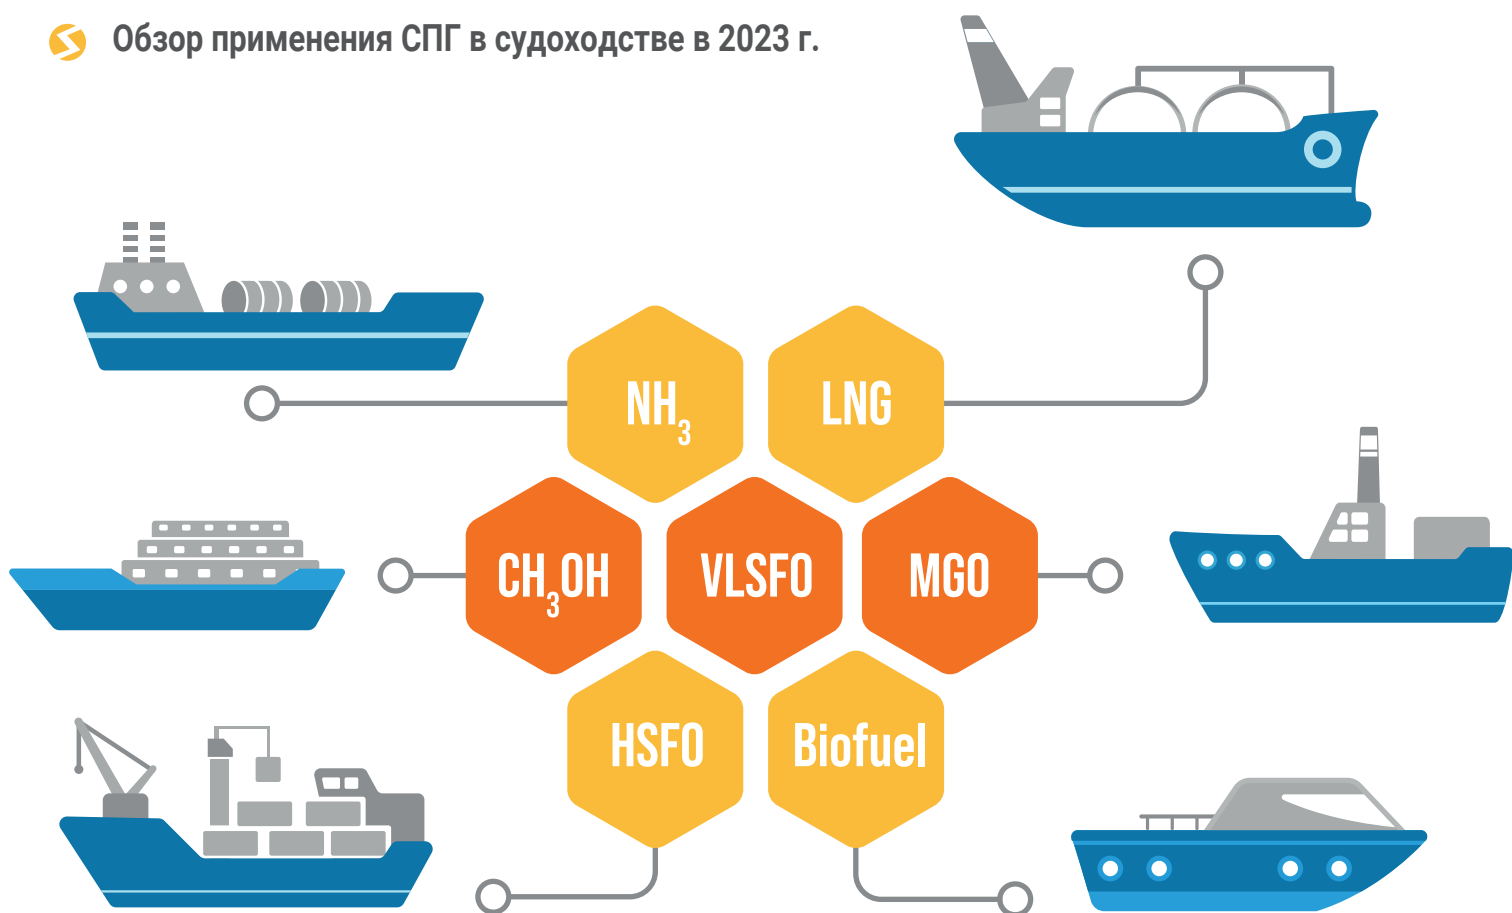 Обзор применения СПГ в судоходстве в 2023 г.
NH₃
LNG
CH₃OH
VLSFO
MGO
HSFO
Biofuel